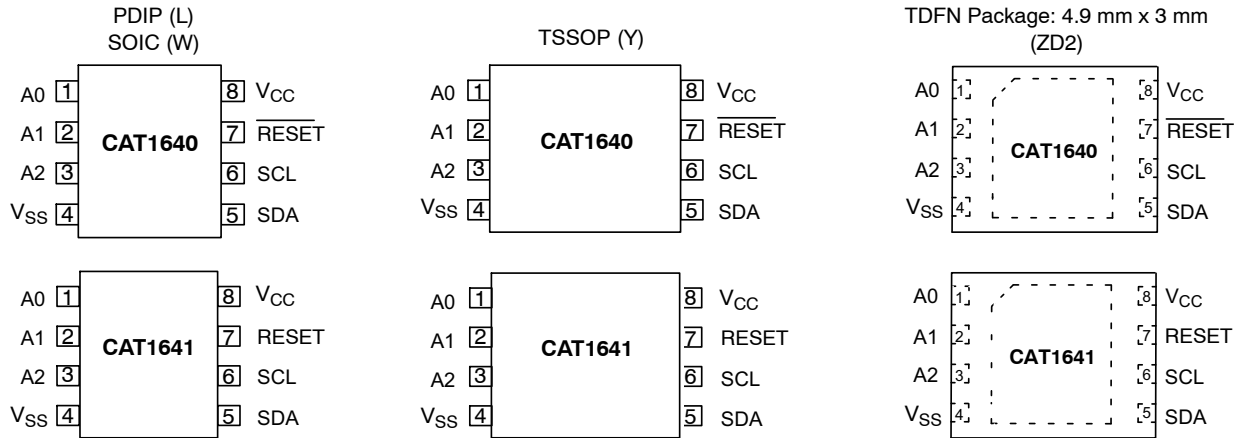 PDIP (L)
SOIC (W)
A0 1 8 VCC
A1 2 7 RESET
A2 3 6 SCL
VSS 4 5 SDA
CAT1640
TSSOP (Y)
A0 1 8 VCC
A1 2 7 RESET
A2 3 6 SCL
VSS 4 5 SDA
CAT1640
TDFN Package: 4.9 mm x 3 mm
(ZD2)
A0 1 8 VCC
A1 2 7 RESET
A2 3 6 SCL
VSS 4 5 SDA
CAT1640
A0 1 8 VCC
A1 2 7 RESET
A2 3 6 SCL
VSS 4 5 SDA
CAT1641
A0 1 8 VCC
A1 2 7 RESET
A2 3 6 SCL
VSS 4 5 SDA
CAT1641
A0 1 8 VCC
A1 2 7 RESET
A2 3 6 SCL
VSS 4 5 SDA
CAT1641